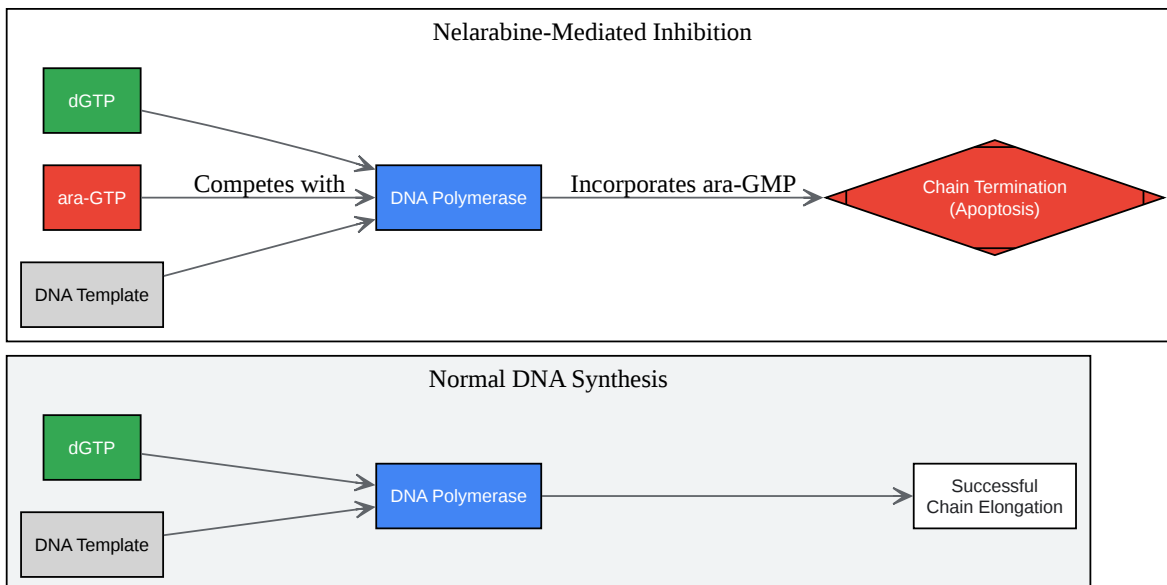 Nelarabine-Mediated Inhibition
dGTP
ara-GTP
Competes with
DNA Polymerase
Incorporates ara-GMP
Chain Termination
(Apoptosis)
DNA Template
Normal DNA Synthesis
dGTP
DNA Polymerase
Successful
Chain Elongation
DNA Template